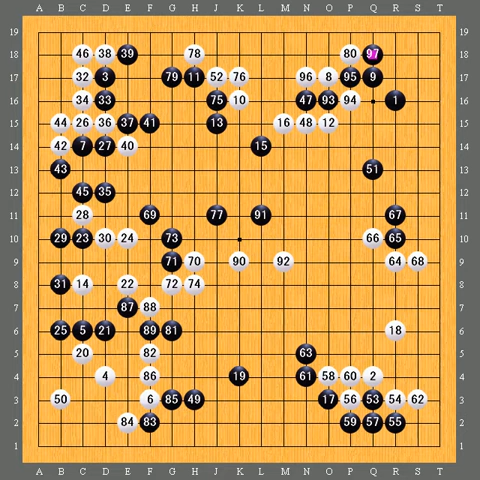 A B C D E F G H J K L M N O P Q R S T
19 19
18 46 38 39 78 80 97 18
17 32 3 79 11 52 76 96 8 95 9 17
16 34 33 75 10 47 93 94 1 16
15 44 26 36 37 41 13 16 48 12 15
14 42 7 27 40 15 14
13 43 51 13
12 45 35 12
11 28 69 77 91 67 11
10 29 23 30 24 73 66 65 10
9 71 70 90 92 64 68 9
8 31 14 22 72 74 8
7 87 88 7
6 25 5 21 89 81 18 6
5 20 82 63 5
4 4 86 19 61 58 60 2 4
3 50 6 85 49 17 56 53 54 62 3
2 84 83 59 57 55 2
1 1
A B C D E F G H J K L M N O P Q R S T